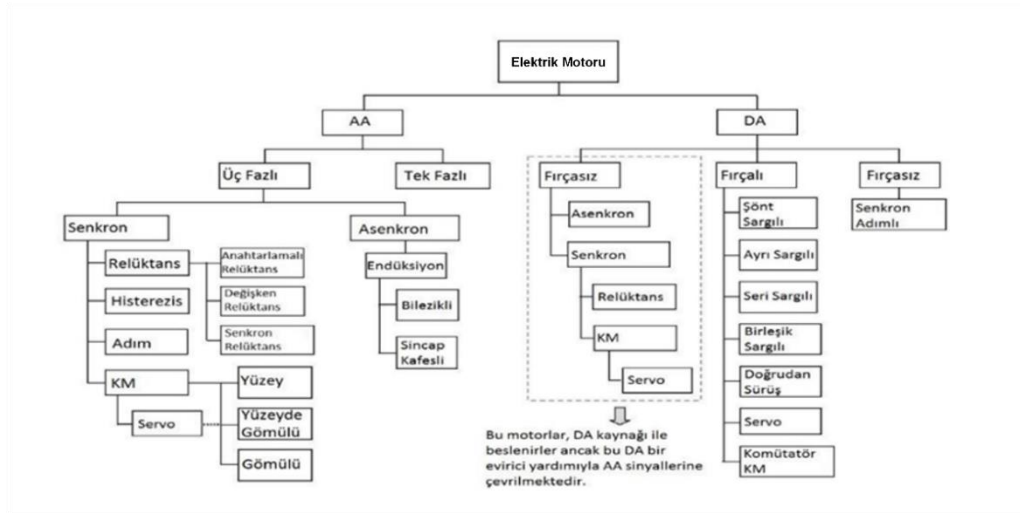 Elektrik Motoru
AA
DA
Üç Fazlı
Tek Fazlı
Fırçasız
Fırçalı
Fırçasız
Senkron
Asenkron
Relüktans
Anahtarlamalı
Relüktans
Histerezis
Değişken
Relüktans
Adım
Senkron
Relüktans
KM
Yüzey
Servo
Yüzeyde
Gömülü
Gömülü
Endüksiyon
Bilezikli
Sincap
Kafesli
Asenkron
Senkron
Relüktans
KM
Servo
Bu motorlar, DA kaynağı ile
beslenirler ancak bu DA bir
evirici yardımıyla AA sinyallerine
çevrilmektedir.
Şönt
Sargılı
Ayrı Sargılı
Seri Sargılı
Birleşik
Sargılı
Doğrudan
Sürüş
Servo
Komütatör
KM
Senkron
Adımlı